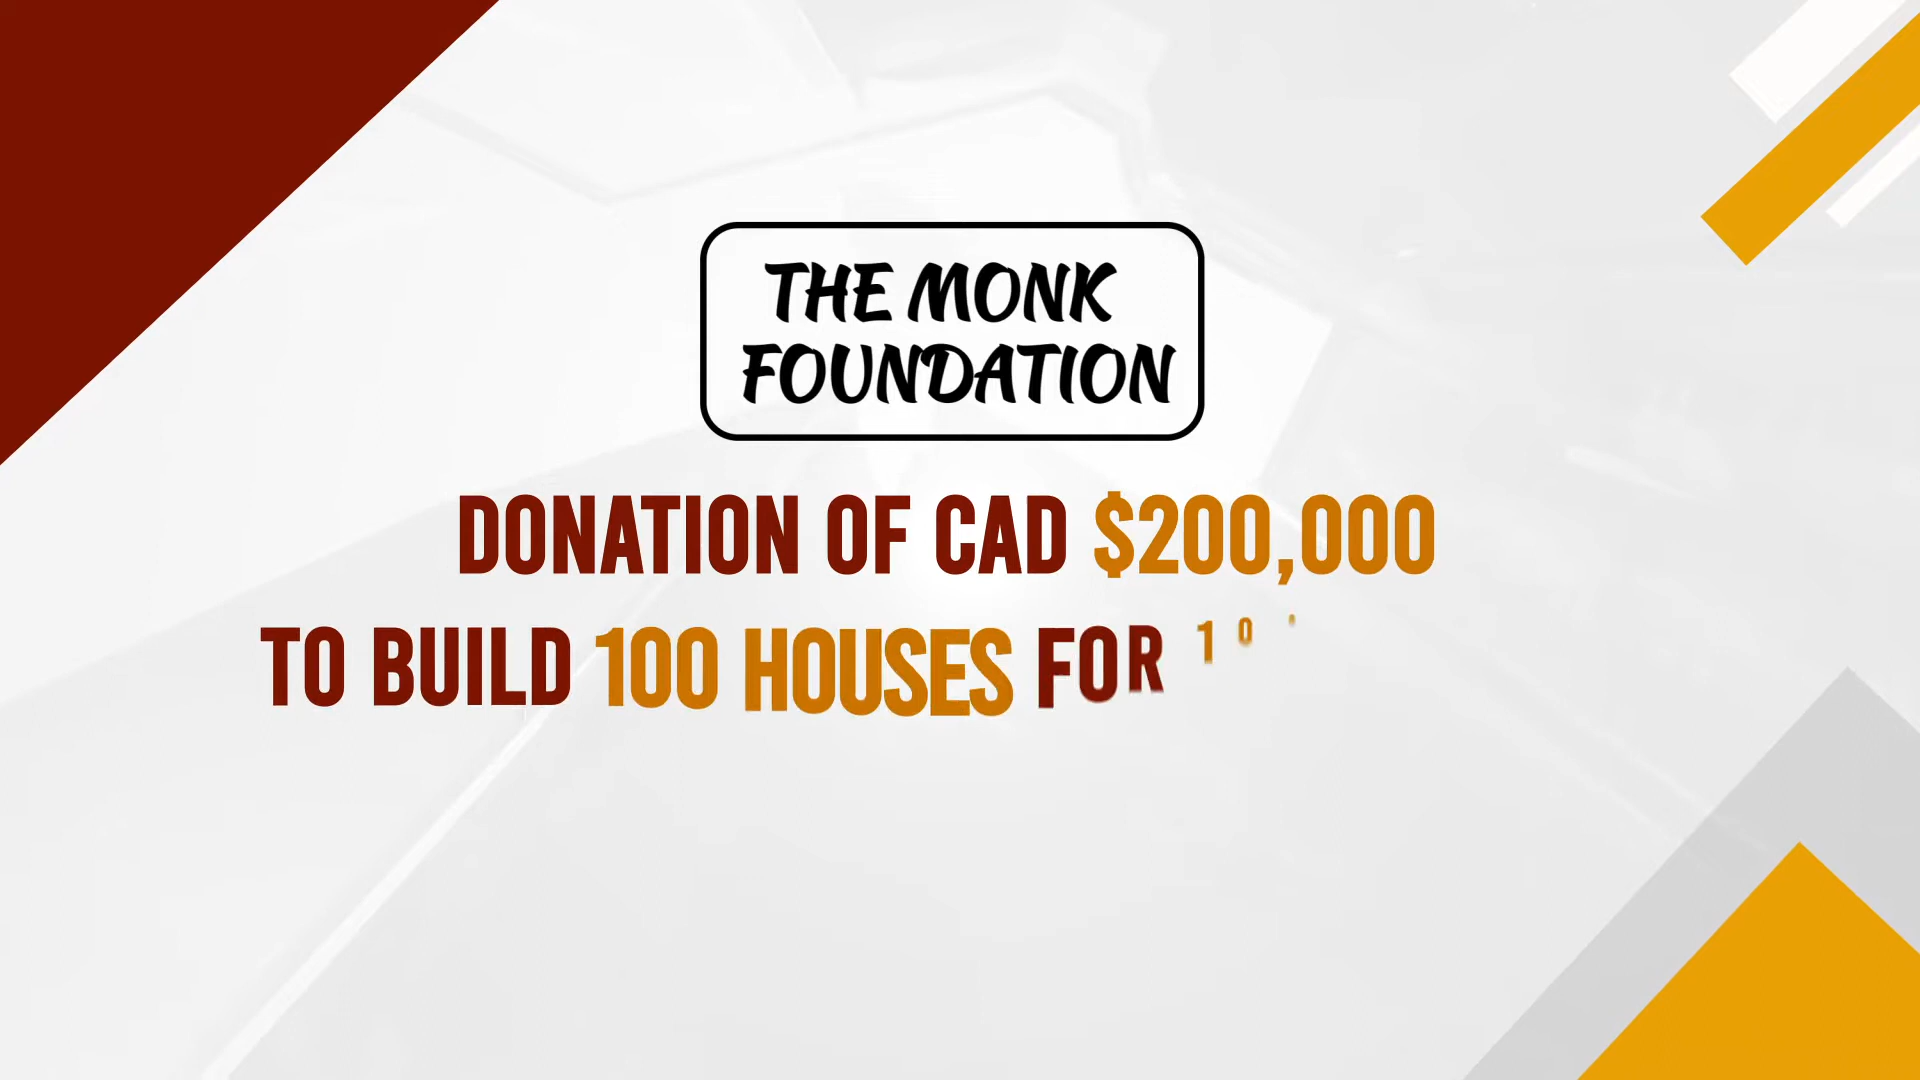 THE MONK
FOUNDATION
DONATION OF CAD $200,000
TO BUILD 100 HOUSES FOR